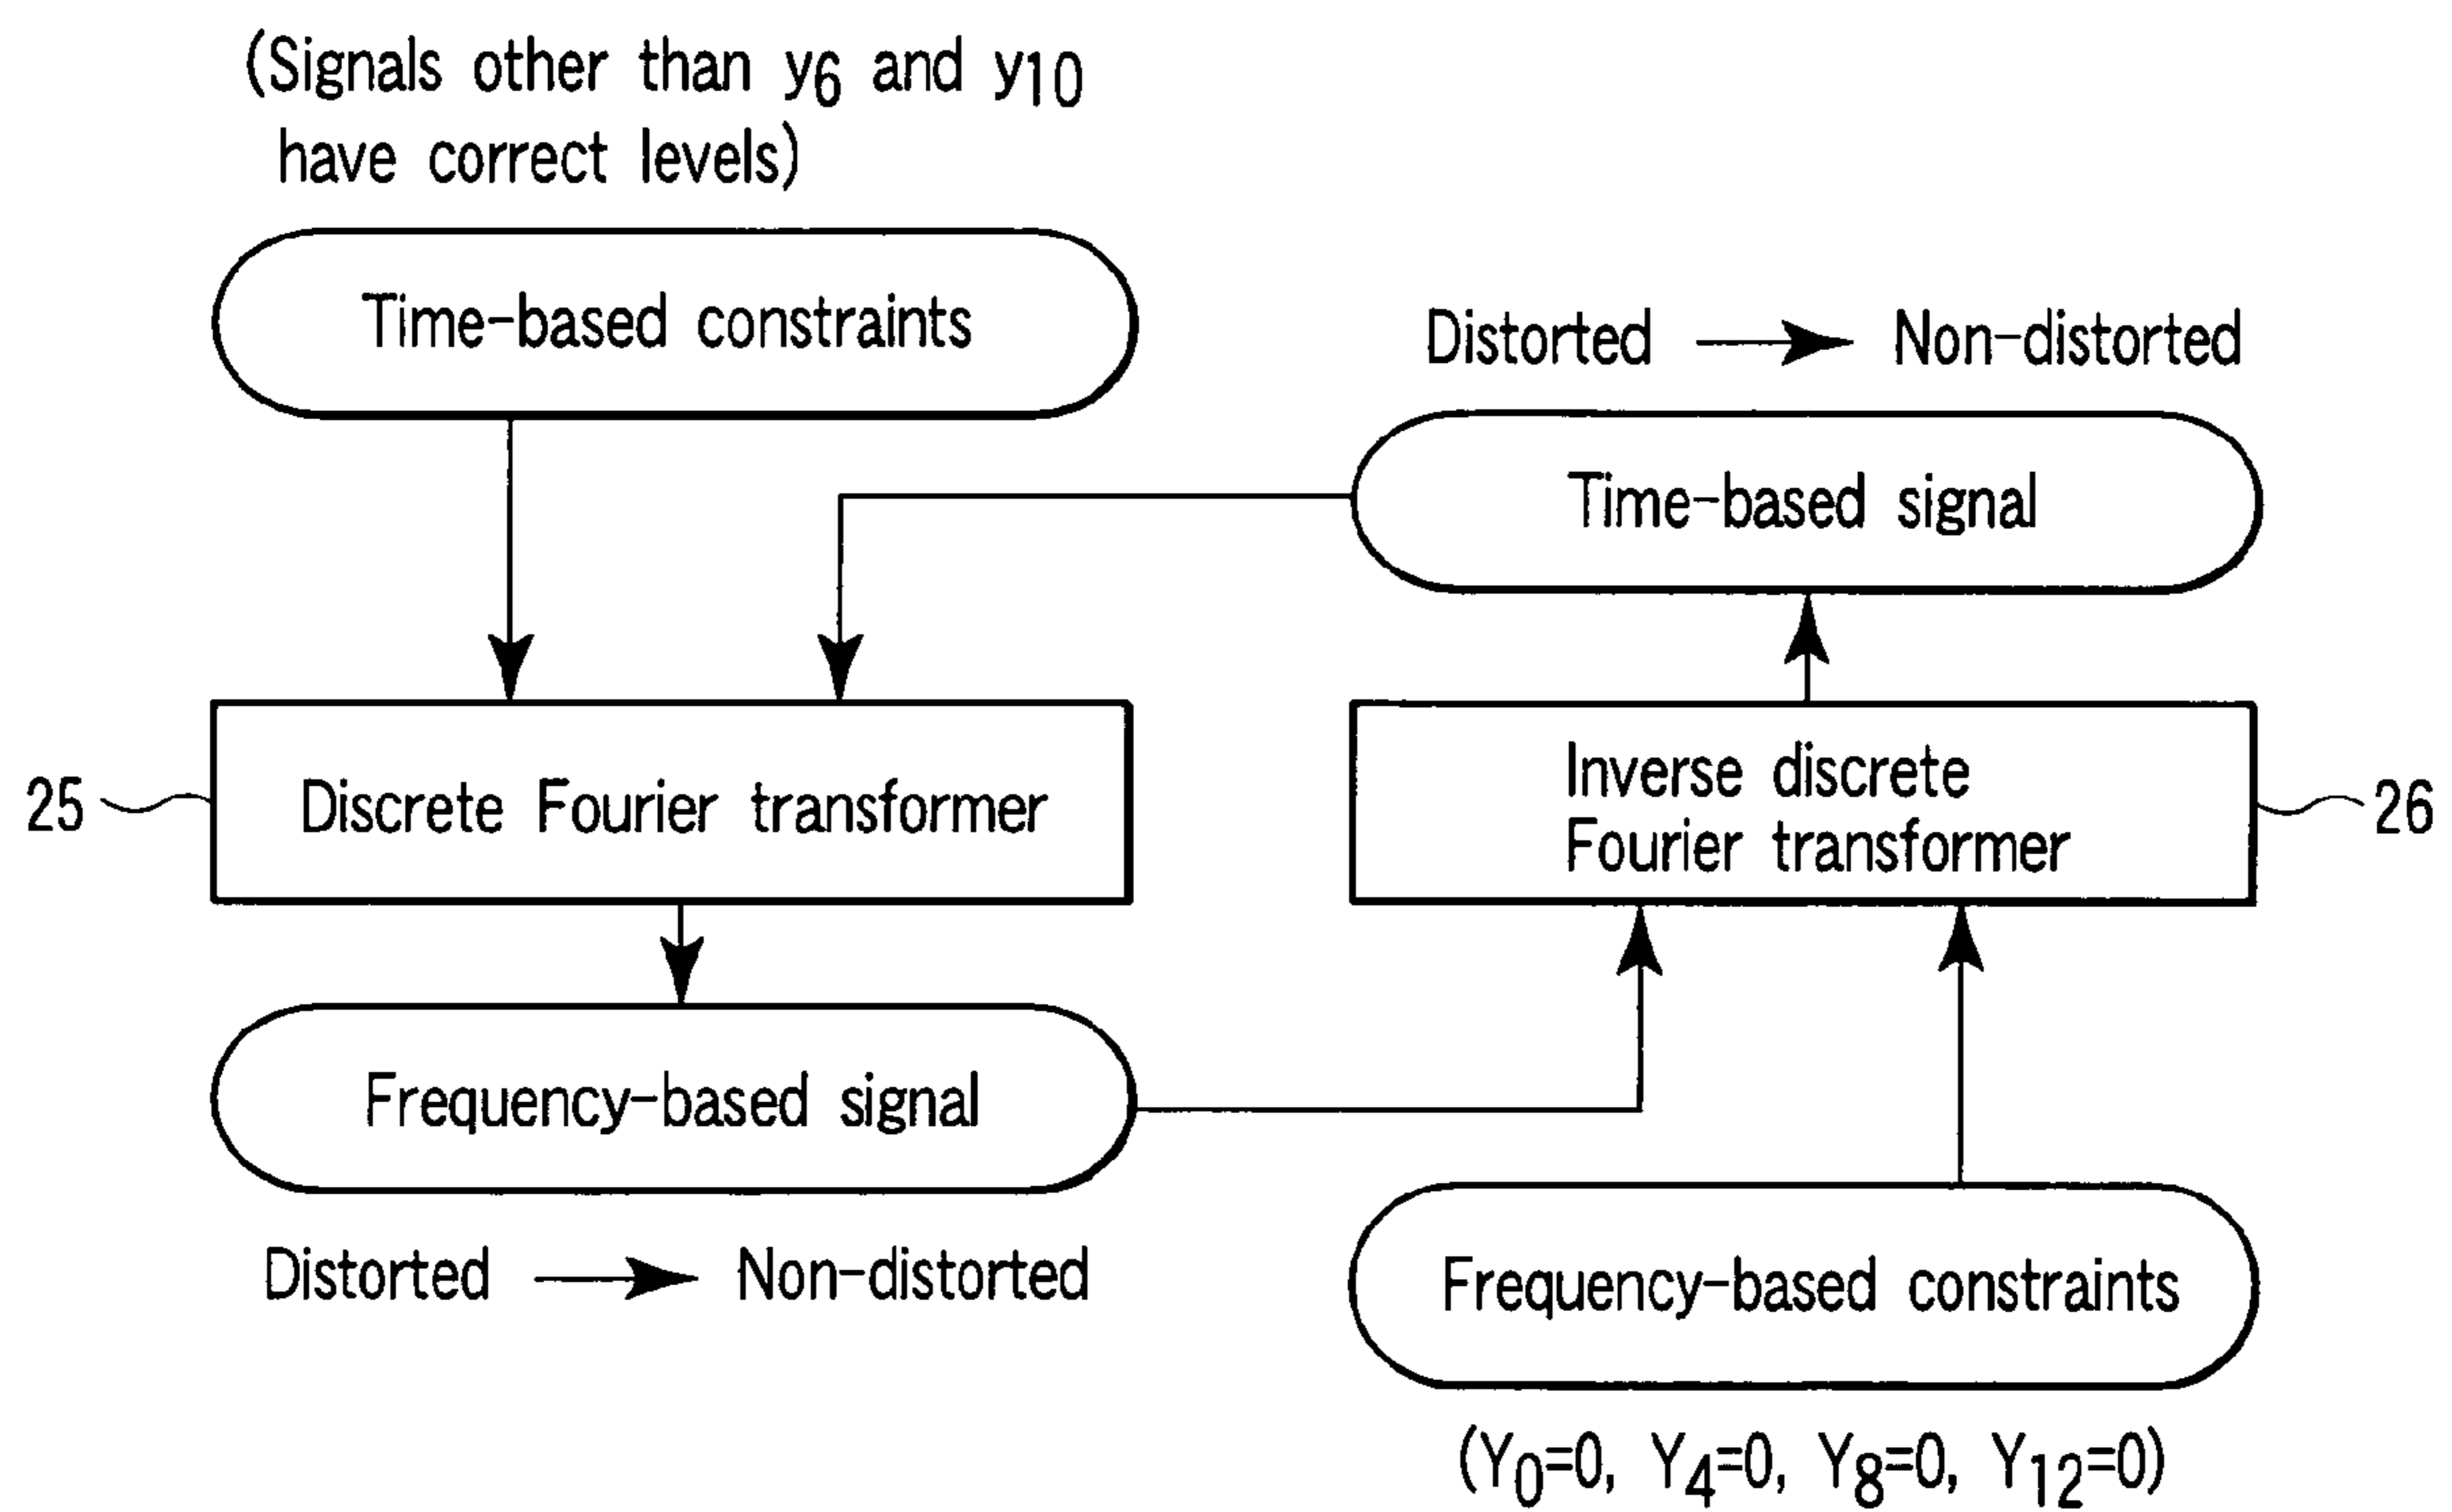 (Signals other than y6 and y10
have correct levels)
Time-based constraints
Distorted → Non-distorted
Time-based signal
25
Discrete Fourier transformer
Inverse discrete
Fourier transformer
26
Frequency-based signal
Distorted → Non-distorted
Frequency-based constraints
(Y0=0, Y4=0, Y8=0, Y12=0)